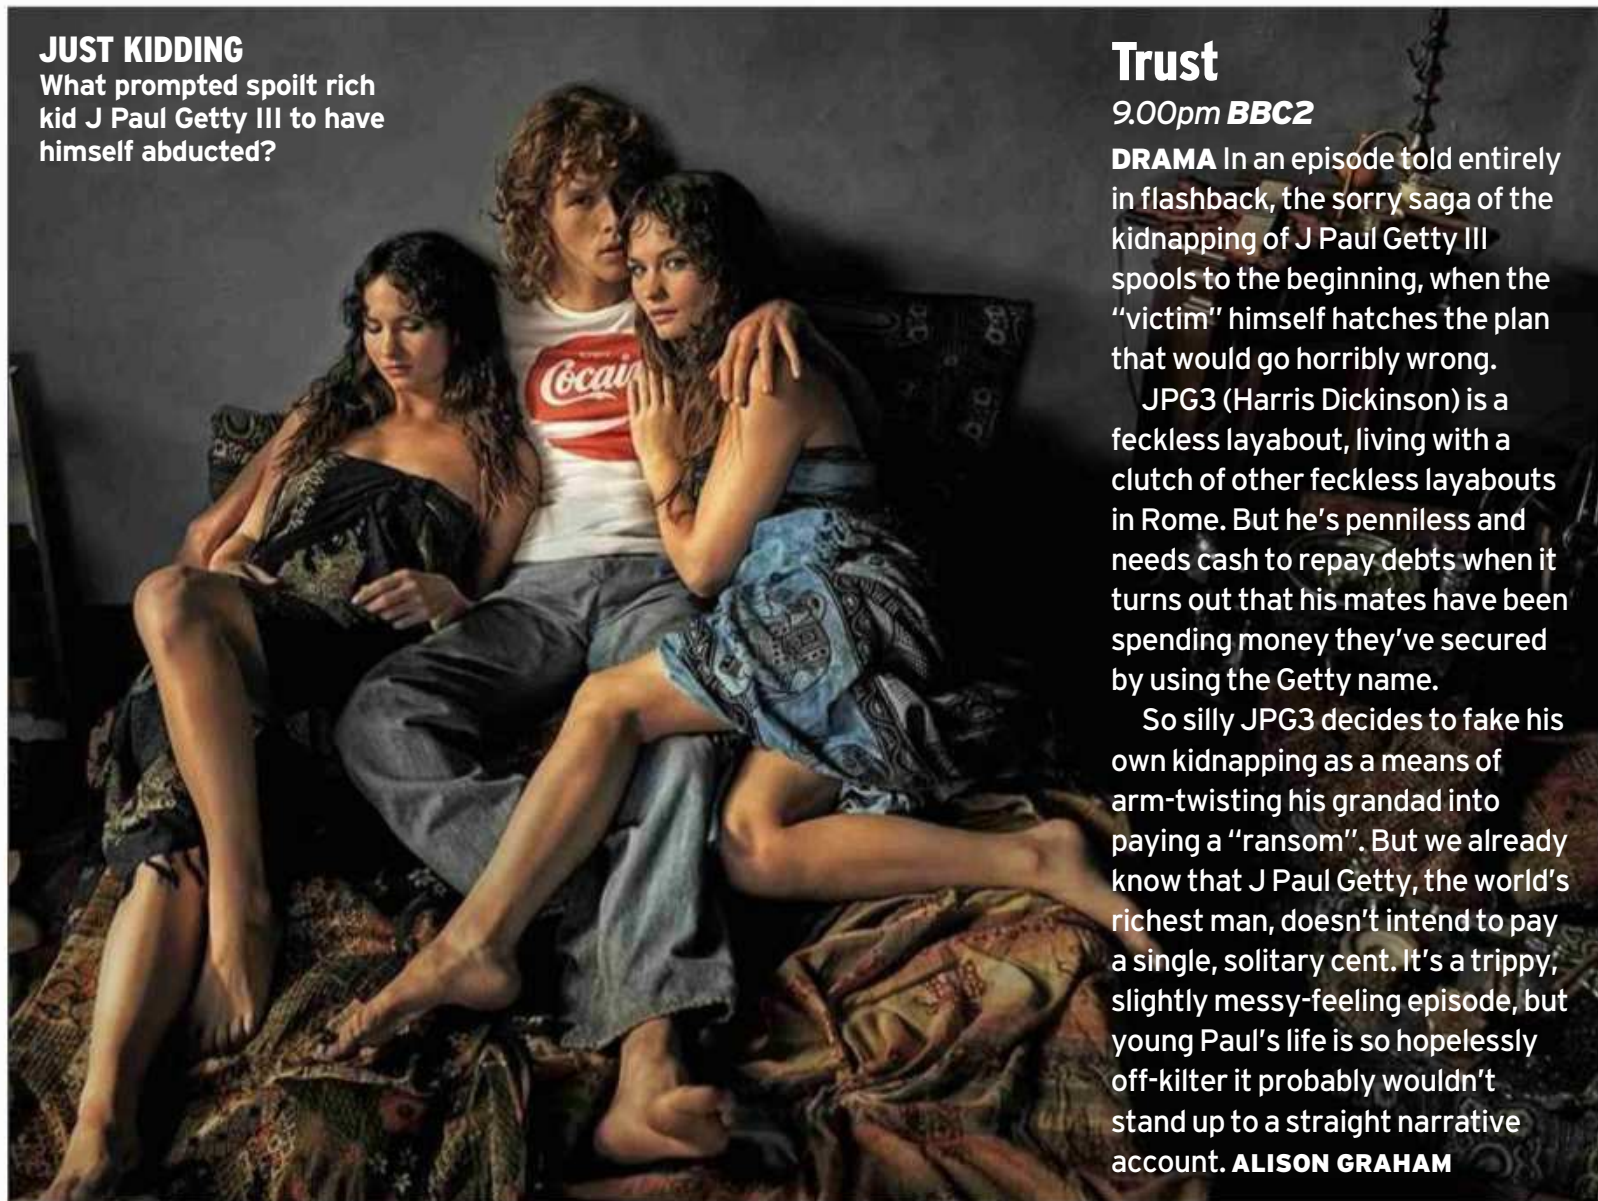 JUST KIDDING
What prompted spoilt rich
kid J Paul Getty III to have
himself abducted?
Cocai
Trust
9.00pm BBC2
DRAMA In an episode told entirely
in flashback, the sorry saga of the
kidnapping of J Paul Getty III
spools to the beginning, when the
“victim” himself hatches the plan
that would go horribly wrong.
JPG3 (Harris Dickinson) is a
feckless layabout, living with a
clutch of other feckless layabouts
in Rome. But he’s penniless and
needs cash to repay debts when it
turns out that his mates have been
spending money they’ve secured
by using the Getty name.
So silly JPG3 decides to fake his
own kidnapping as a means of
arm-twisting his grandad into
paying a “ransom”. But we already
know that J Paul Getty, the world’s
richest man, doesn’t intend to pay
a single, solitary cent. It’s a trippy,
slightly messy-feeling episode, but
young Paul’s life is so hopelessly
off-kilter it probably wouldn’t
stand up to a straight narrative
account. ALISON GRAHAM